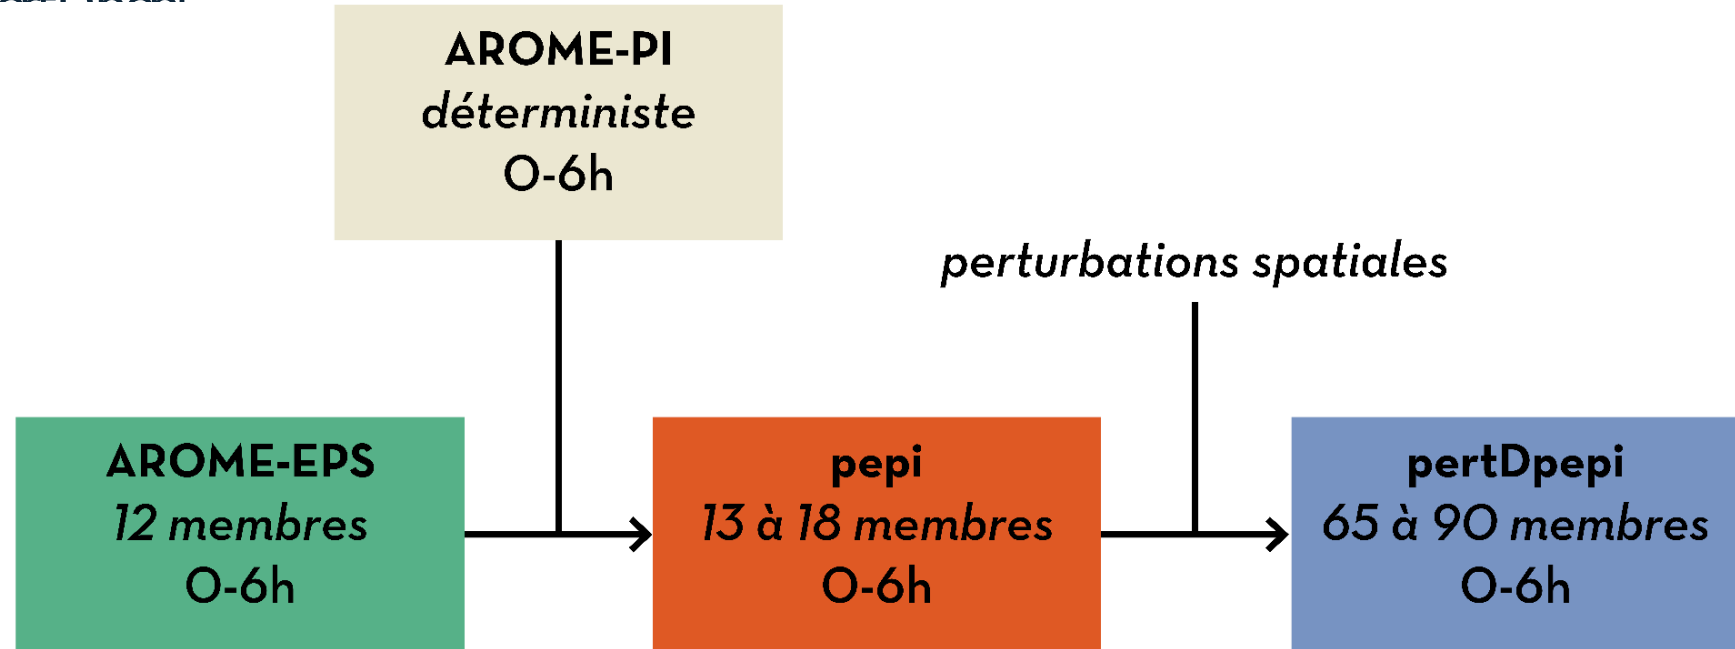 AROME-PI
déterministe
0-6h
perturbations spatiales
AROME-EPS
12 membres
0-6h
pepi
13 à 18 membres
0-6h
pertDpepi
65 à 90 membres
0-6h